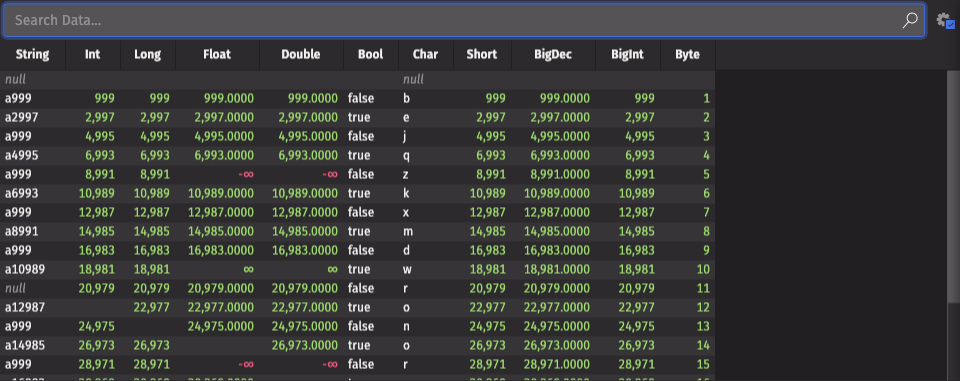 Search Data...
String Int Long Float Double Bool Char Short BigDec BigInt Byte
null null
a999 999 999 999.0000 999.0000 false b 999 999.0000 999 1
a2997 2,997 2,997 2,997.0000 2,997.0000 true e 2,997 2,997.0000 2,997 2
a999 4,995 4,995 4,995.0000 4,995.0000 false j 4,995 4,995.0000 4,995 3
a4995 6,993 6,993 6,993.0000 6,993.0000 true q 6,993 6,993.0000 6,993 4
a999 8,991 8,991 -∞ -∞ false z 8,991 8,991.0000 8,991 5
a6993 10,989 10,989 10,989.0000 10,989.0000 true k 10,989 10,989.0000 10,989 6
a999 12,987 12,987 12,987.0000 12,987.0000 false x 12,987 12,987.0000 12,987 7
a8991 14,985 14,985 14,985.0000 14,985.0000 true m 14,985 14,985.0000 14,985 8
a999 16,983 16,983 16,983.0000 16,983.0000 false d 16,983 16,983.0000 16,983 9
a10989 18,981 18,981 ∞ ∞ true w 18,981 18,981.0000 18,981 10
null 20,979 20,979 20,979.0000 20,979.0000 false r 20,979 20,979.0000 20,979 11
a12987 22,977 22,977.0000 22,977.0000 true o 22,977 22,977.0000 22,977 12
a999 24,975 24,975.0000 24,975.0000 false n 24,975 24,975.0000 24,975 13
a14985 26,973 26,973 26,973.0000 true o 26,973 26,973.0000 26,973 14
a999 28,971 28,971 -∞ -∞ false r 28,971 28,971.0000 28,971 15